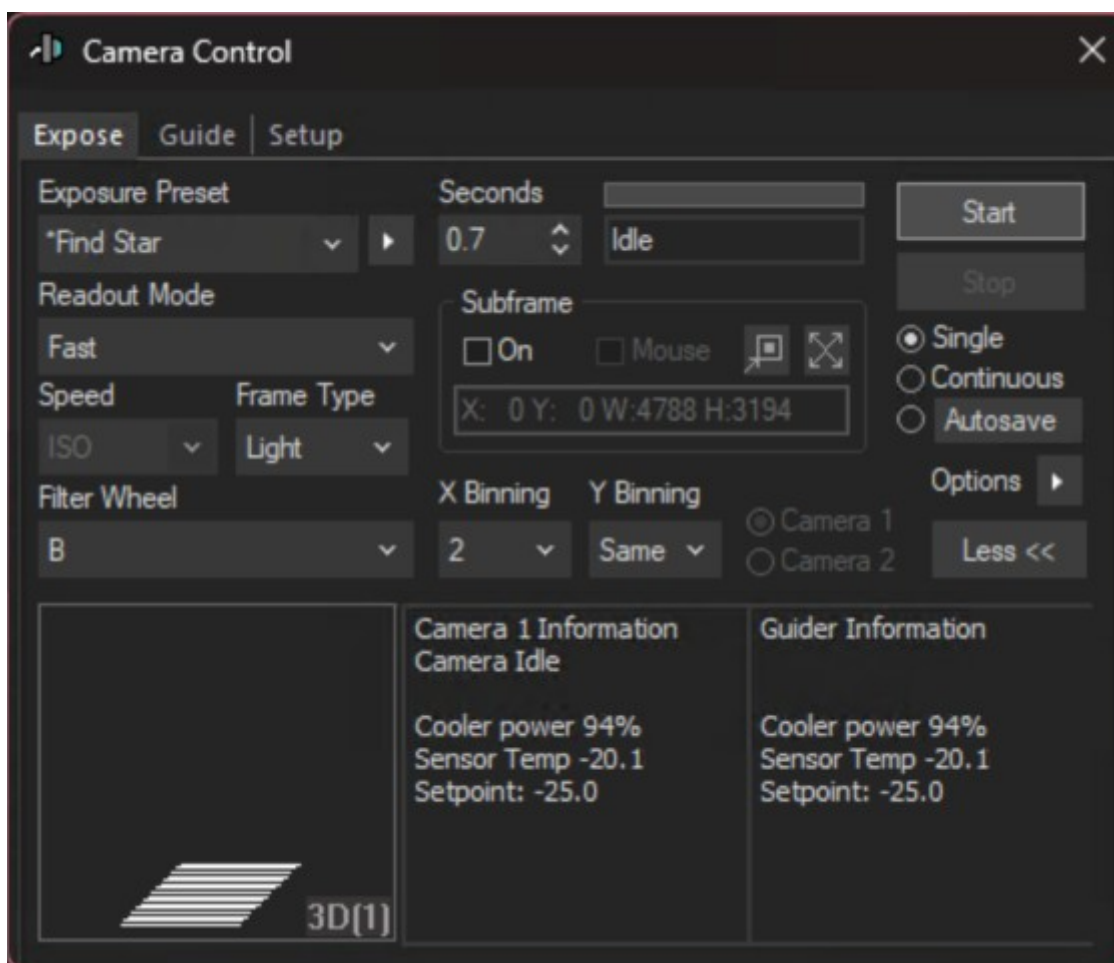 Camera Control
Expose Guide Setup
Exposure Preset
*Find Star
Seconds
0.7
Idle
Start
Stop
Readout Mode
Fast
Subframe
On Mouse
X: 0 Y: 0 W:4788 H:3194
Single
Continuous
Autosave
Speed Frame Type
ISO Light
Filter Wheel
B
X Binning Y Binning
2 Same
Camera 1
Camera 2
Options
Less <<
3D(1)
Camera 1 Information
Camera Idle
Cooler power 94%
Sensor Temp -20.1
Setpoint: -25.0
Guider Information
Cooler power 94%
Sensor Temp -20.1
Setpoint: -25.0